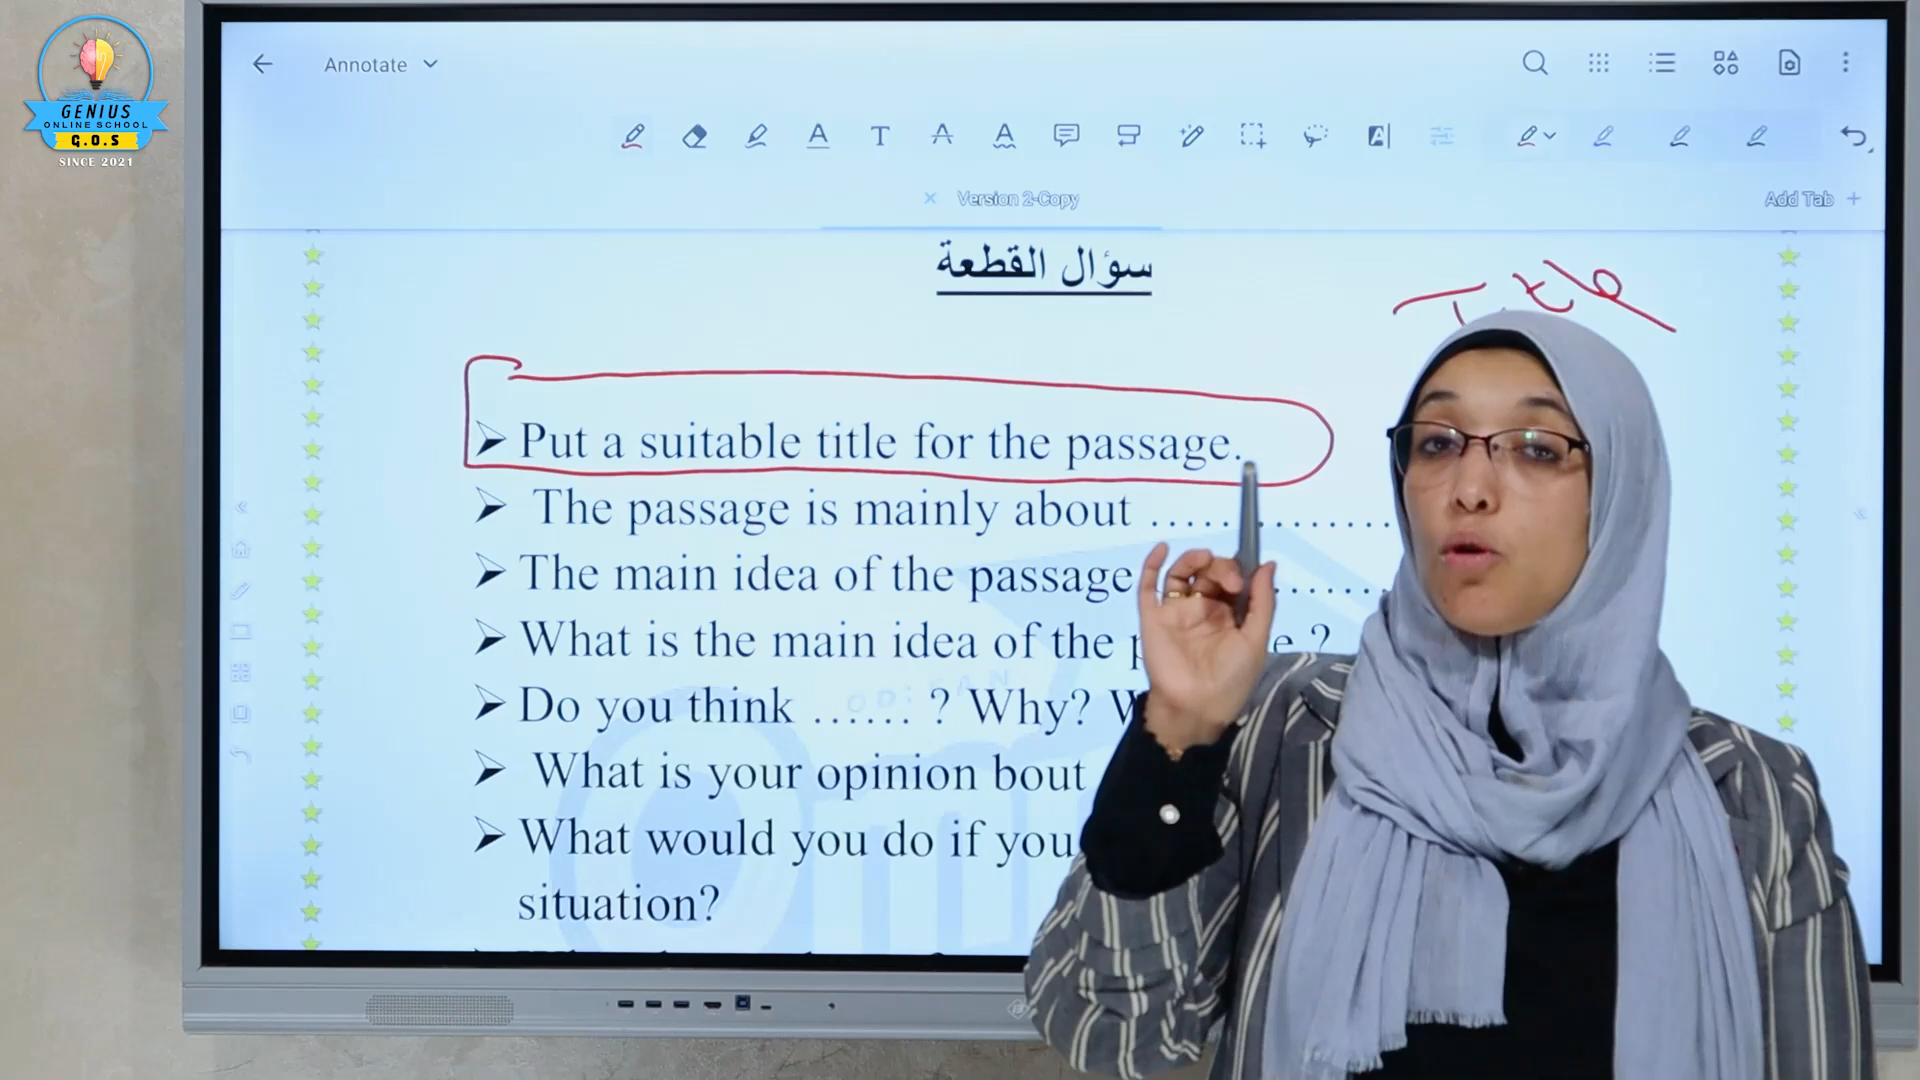 GENIUS
ONLINE SCHOOL
G.O.S
SINCE 2021
Annotate
Version 2-Copy
Add Tab +
سؤال القطعة
Title
➢ Put a suitable title for the passage.
➢ The passage is mainly about ..............
➢ The main idea of the passage ........
➢ What is the main idea of the p e ?
➢ Do you think ...... ? Why? W
➢ What is your opinion bout
➢ What would you do if you
situation?